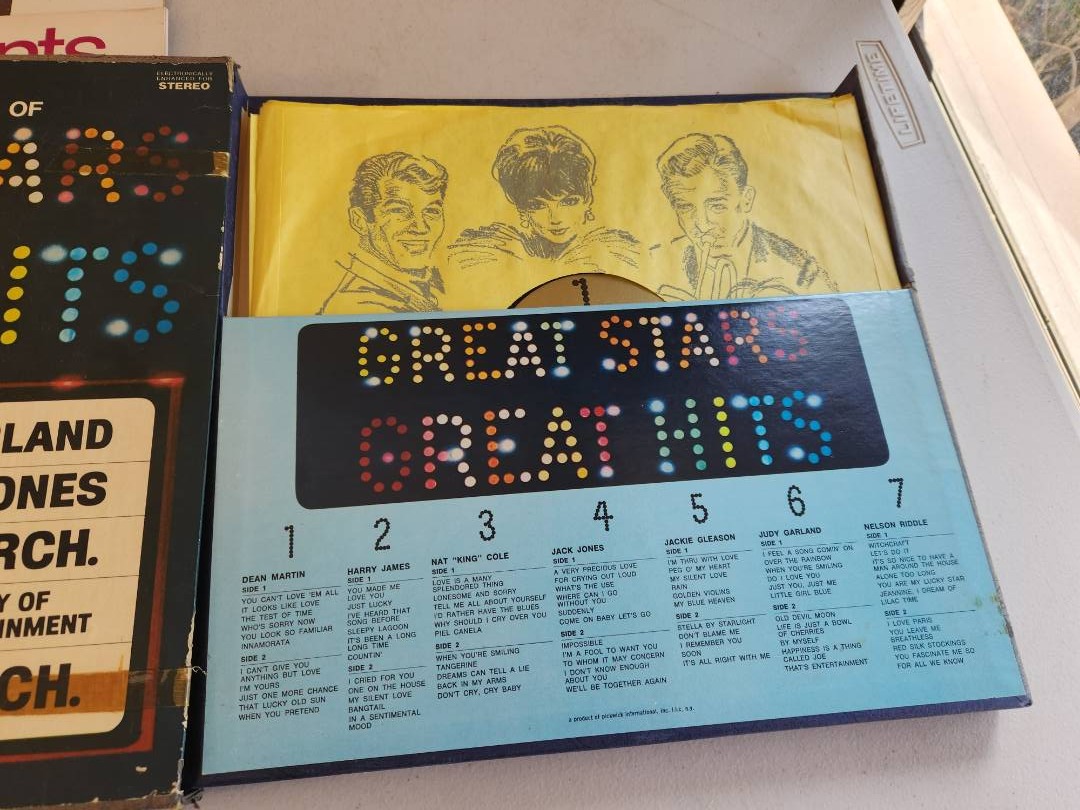 nts
ELECTRONICALLY
ENHANCED FOR
STEREO
OF
ARS
ITS
LAND
ONES
RCH.
Y OF
INMENT
CH.
LIFETIME
1
GREAT STARS
GREAT HITS
1
DEAN MARTIN
SIDE 1
YOU CAN'T LOVE 'EM ALL
IT LOOKS LIKE LOVE
THE TEST OF TIME
WHO'S SORRY NOW
YOU LOOK SO FAMILIAR
INNAMORATA
SIDE 2
I CAN'T GIVE YOU
ANYTHING BUT LOVE
I'M YOURS
JUST ONE MORE CHANCE
THAT LUCKY OLD SUN
WHEN YOU PRETEND
2
HARRY JAMES
SIDE 1
YOU MADE ME
LOVE YOU
JUST LUCKY
I'VE HEARD THAT
SONG BEFORE
SLEEPY LAGOON
IT'S BEEN A LONG
LONG TIME
COUNTIN'
SIDE 2
I CRIED FOR YOU
ONE ON THE HOUSE
MY SILENT LOVE
BANGTAIL
IN A SENTIMENTAL
MOOD
3
NAT "KING" COLE
SIDE 1
LOVE IS A MANY
SPLENDORED THING
LONESOME AND SORRY
TELL ME ALL ABOUT YOURSELF
I'D RATHER HAVE THE BLUES
WHY SHOULD I CRY OVER YOU
PIEL CANELA
SIDE 2
WHEN YOU'RE SMILING
TANGERINE
DREAMS CAN TELL A LIE
BACK IN MY ARMS
DON'T CRY, CRY BABY
4
JACK JONES
SIDE 1
A VERY PRECIOUS LOVE
FOR CRYING OUT LOUD
WHAT'S THE USE
WHERE CAN I GO
WITHOUT YOU
SUDDENLY
COME ON BABY LET'S GO
SIDE 2
IMPOSSIBLE
I'M A FOOL TO WANT YOU
TO WHOM IT MAY CONCERN
I DON'T KNOW ENOUGH
ABOUT YOU
WE'LL BE TOGETHER AGAIN
5
JACKIE GLEASON
SIDE 1
I'M THRU WITH LOVE
PEG O' MY HEART
MY SILENT LOVE
RAIN
GOLDEN VIOLINS
MY BLUE HEAVEN
SIDE 2
STELLA BY STARLIGHT
DON'T BLAME ME
I REMEMBER YOU
SOON
IT'S ALL RIGHT WITH ME
6
JUDY GARLAND
SIDE 1
I FEEL A SONG COMIN' ON
OVER THE RAINBOW
WHEN YOU'RE SMILING
DO I LOVE YOU
JUST YOU, JUST ME
LITTLE GIRL BLUE
SIDE 2
OLD DEVIL MOON
LIFE IS JUST A BOWL
OF CHERRIES
BY MYSELF
HAPPINESS IS A THING
CALLED JOE
THAT'S ENTERTAINMENT
7
NELSON RIDDLE
SIDE 1
WITCHCRAFT
LET'S DO IT
IT'S SO NICE TO HAVE A
MAN AROUND THE HOUSE
ALONE TOO LONG
YOU ARE MY LUCKY STAR
JEANNINE, I DREAM OF
LILAC TIME
SIDE 2
I LOVE PARIS
YOU LEAVE ME
BREATHLESS
RED SILK STOCKINGS
YOU FASCINATE ME SO
FOR ALL WE KNOW
a product of pickwick international, inc. l.i.c. n.y.